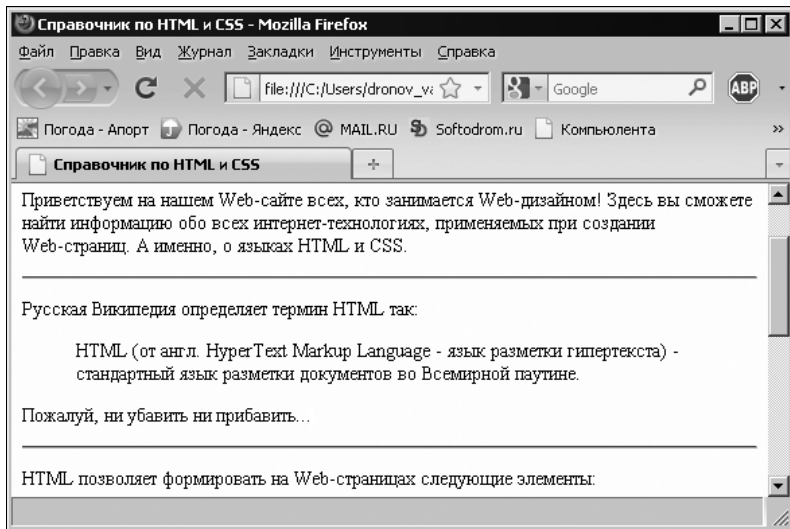 Справочник по HTML и CSS - Mozilla Firefox
Файл Правка Вид Журнал Закладки Инструменты Справка
file:///C:/Users/dronov_va
Google
ABP
Погода - Апорт Погода - Яндекс MAIL.RU Softodrom.ru Компьюлента
Справочник по HTML и CSS
Приветствуем на нашем Web-сайте всех, кто занимается Web-дизайном! Здесь вы сможете
найти информацию обо всех интернет-технологиях, применяемых при создании
Web-страниц. А именно, о языках HTML и CSS.
Русская Википедия определяет термин HTML так:
HTML (от англ. HyperText Markup Language - язык разметки гипертекста) -
стандартный язык разметки документов во Всемирной паутине.
Пожалуй, ни убавить ни прибавить...
HTML позволяет формировать на Web-страницах следующие элементы: